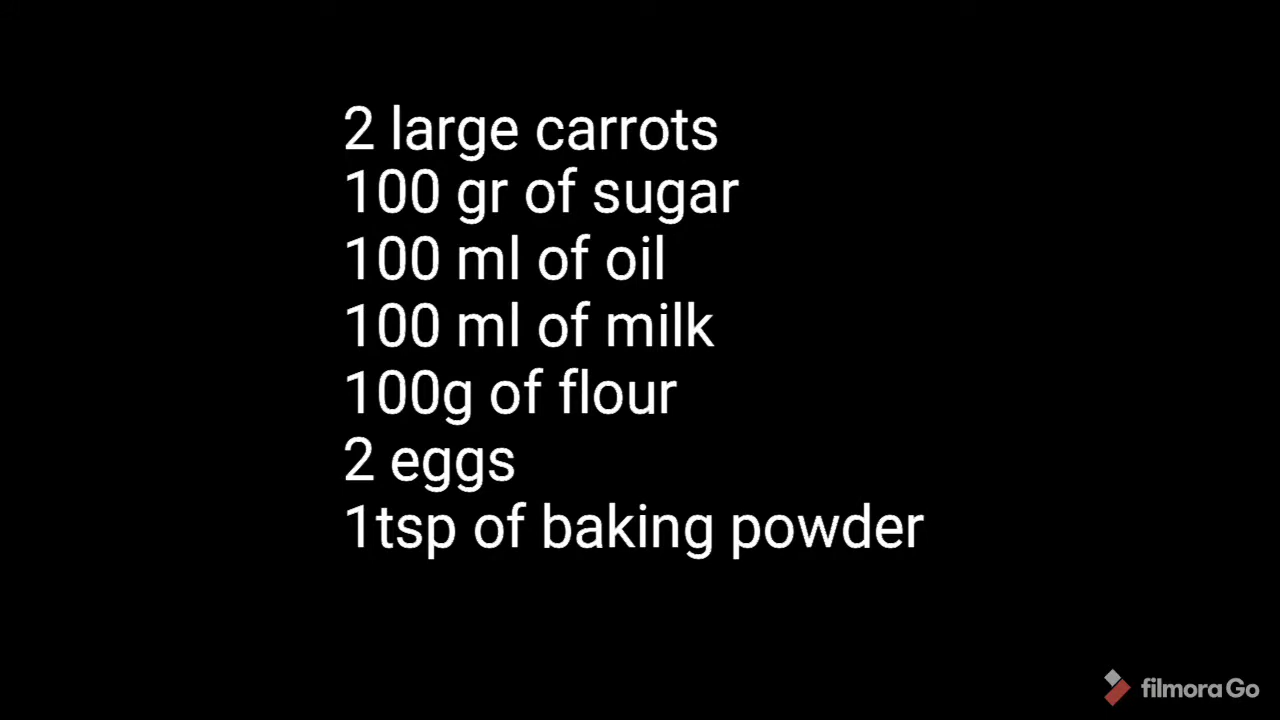 2 large carrots
100 gr of sugar
100 ml of oil
100 ml of milk
100g of flour
2 eggs
1tsp of baking powder
filmora Go